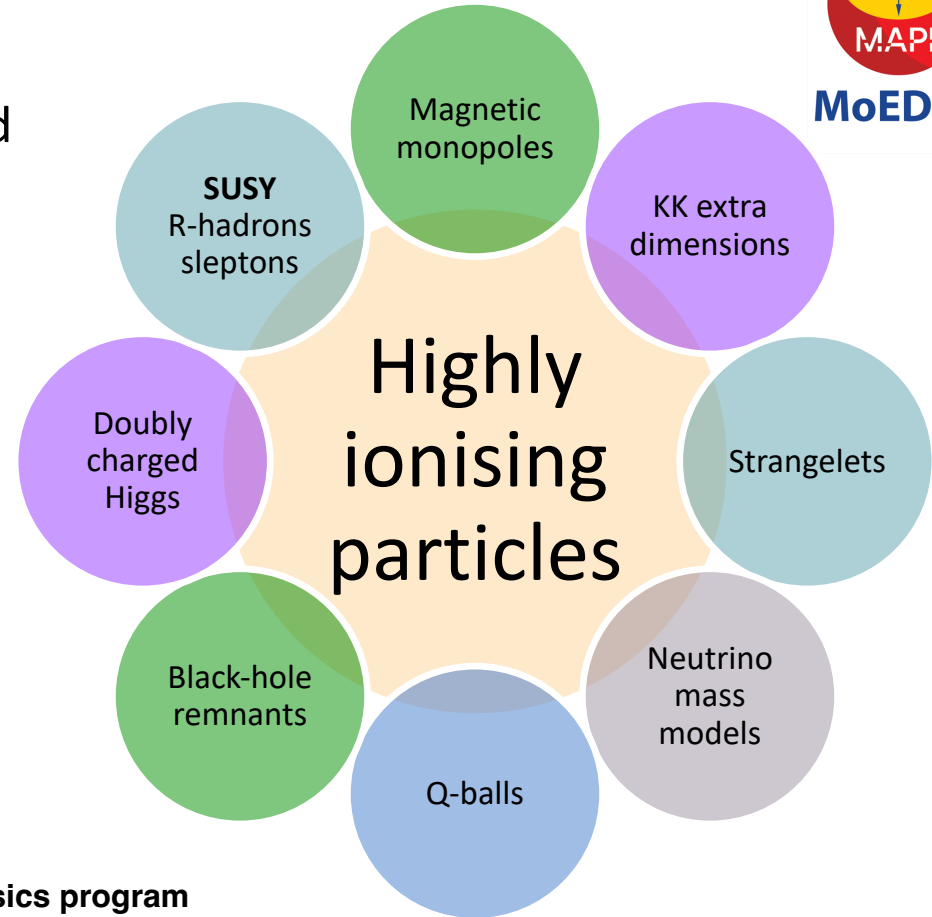 MoED
Magnetic
monopoles
KK extra
dimensions
SUSY
R-hadrons
sleptons
Highly
ionising
particles
Strangelets
Doubly
charged
Higgs
Neutrino
mass
models
Black-hole
remnants
Q-balls
sics program